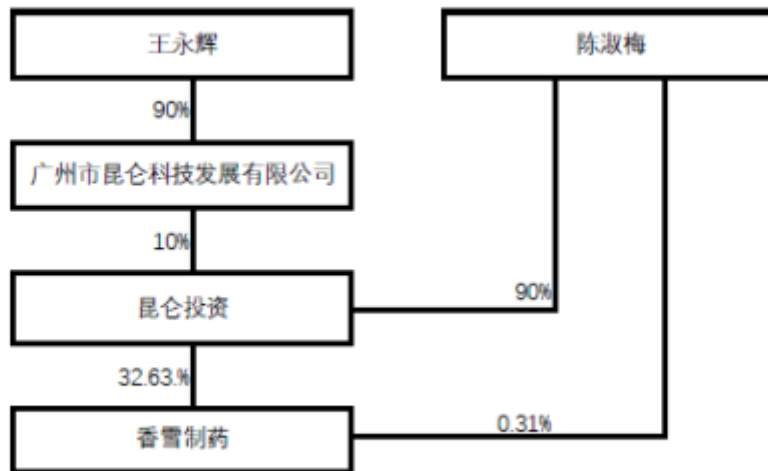 王永辉
陈淑梅
90%
广州市昆仑科技发展有限公司
10%
昆仑投资
90%
32.63.%
香雪制药
0.31%